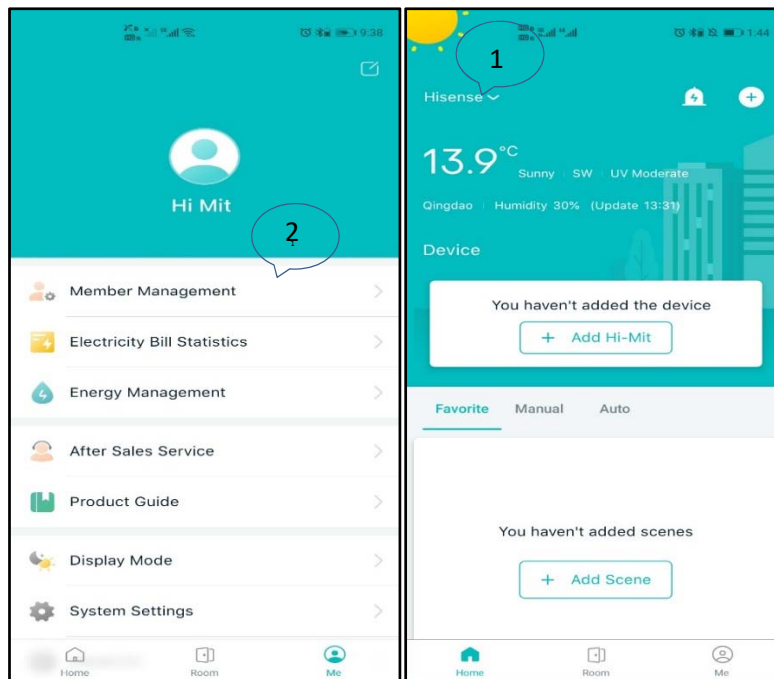 9:38
Hi Mit
2
Member Management
Electricity Bill Statistics
Energy Management
After Sales Service
Product Guide
Display Mode
System Settings
Home Room Me
1:44
1
Hisense
13.9°C Sunny SW UV Moderate
Qingdao Humidity 30% (Update 13:31)
Device
You haven't added the device
+ Add Hi-Mit
Favorite Manual Auto
You haven't added scenes
+ Add Scene
Home Room Me